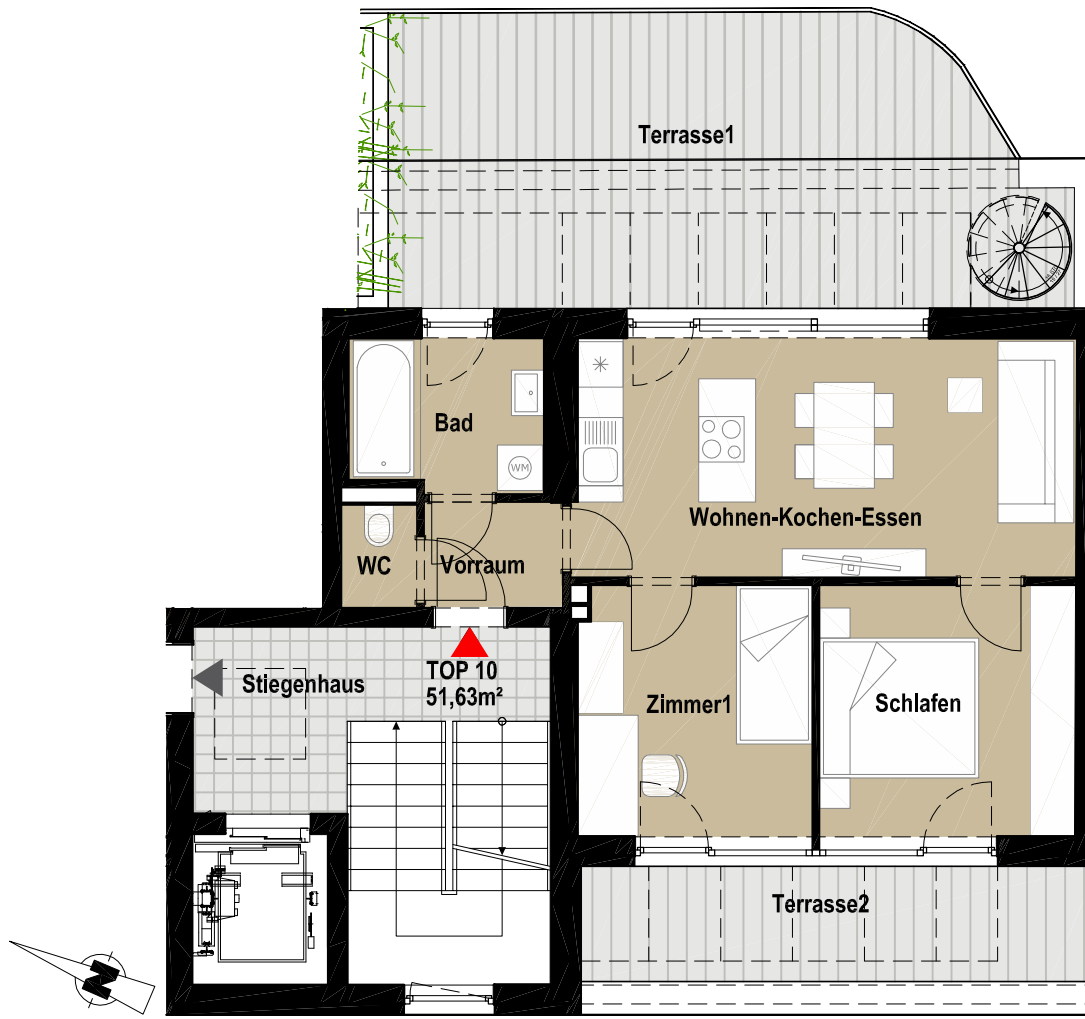 Terrasse1
Bad
WM
Wohnen-Kochen-Essen
WC
Vorraum
TOP 10
51,63m²
Stiegenhaus
Zimmer1
Schlafen
Terrasse2
N